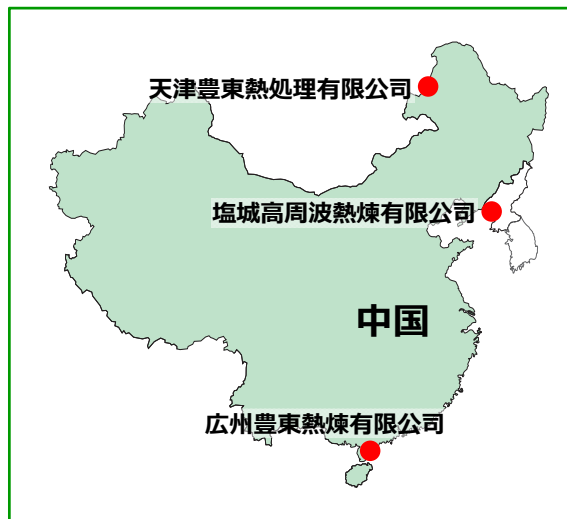 天津豊東熱処理有限公司
塩城高周波熱煉有限公司
中国
広州豊東熱煉有限公司